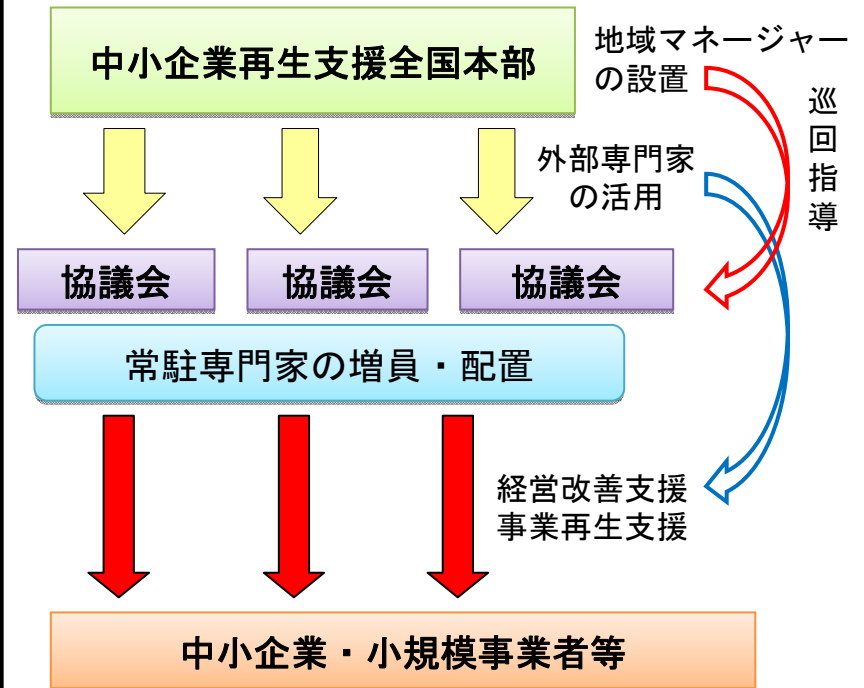 中小企業再生支援全国本部
地域マネージャー
の設置
巡回指導
外部専門家
の活用
協議会
協議会
協議会
常駐専門家の増員・配置
経営改善支援
事業再生支援
中小企業・小規模事業者等